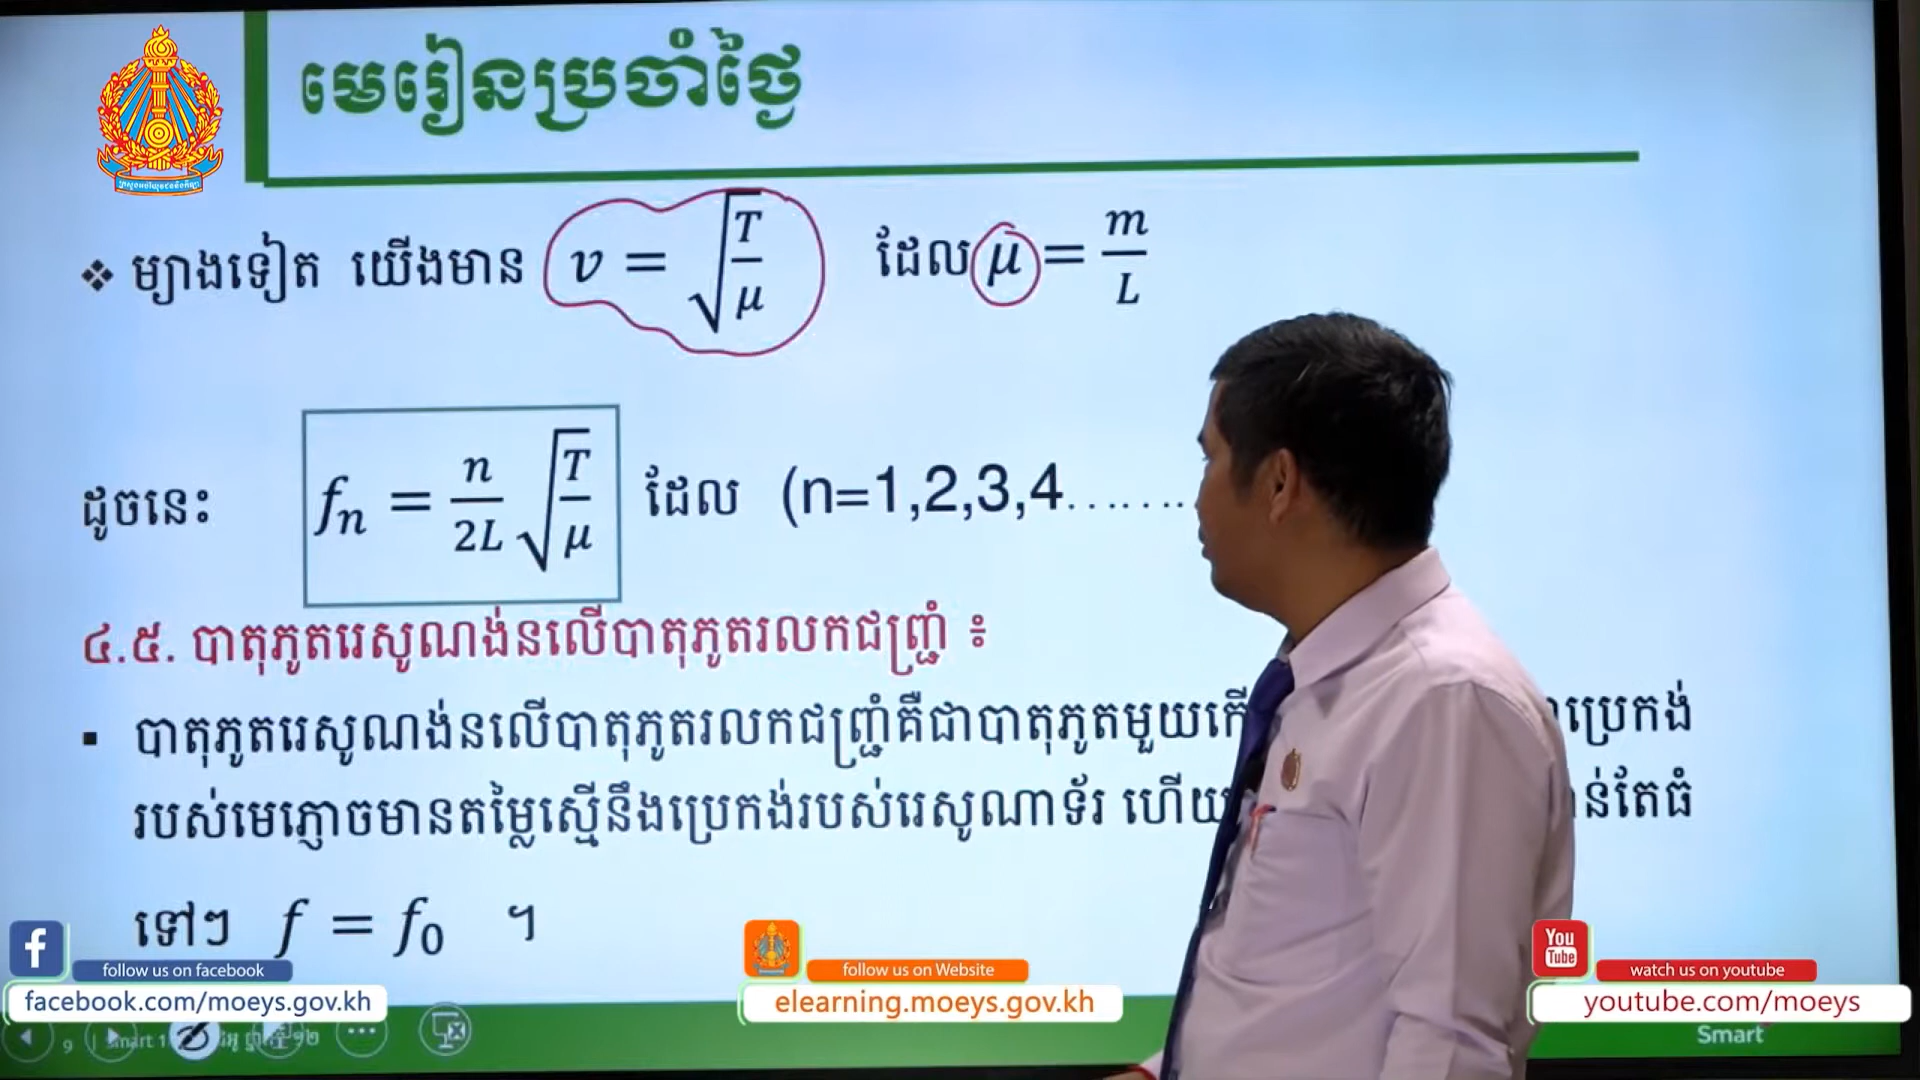 មេរៀនប្រចាំថ្ងៃ
❖ ម្យ៉ាងទៀត យើងមាន v = √(T/μ) ដែល μ = m/L
ដូចនេះ f_n = n/2L √(T/μ) ដែល (n=1,2,3,4.......
៤.៥. បាតុភូតរេសូណង់នលើបាតុភូតរលកជញ្ជ្រំ ៖
▪ បាតុភូតរេសូណង់នលើបាតុភូតរលកជញ្ជ្រំគឺជាបាតុភូតមួយកើ ប្រេកង់
របស់មេភ្ញោចមានតម្លៃស្មើនឹងប្រេកង់របស់រេសូណាទ័រ ហើយ ន់តែធំ
ទៅៗ f = f₀ ។
follow us on facebook
facebook.com/moeys.gov.kh
follow us on Website
elearning.moeys.gov.kh
watch us on youtube
You Tube
youtube.com/moeys
Smart